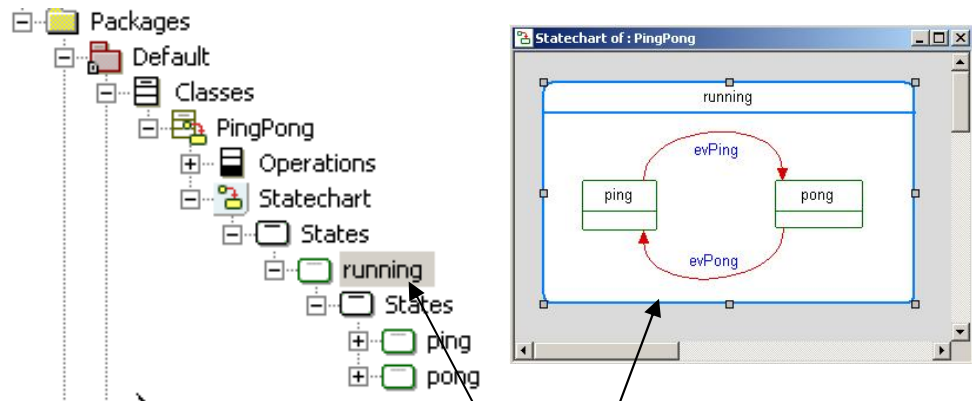 Packages
Default
Classes
PingPong
Operations
Statechart
States
running
States
ping
pong
Statechart of : PingPong
running
evPing
ping
pong
evPong